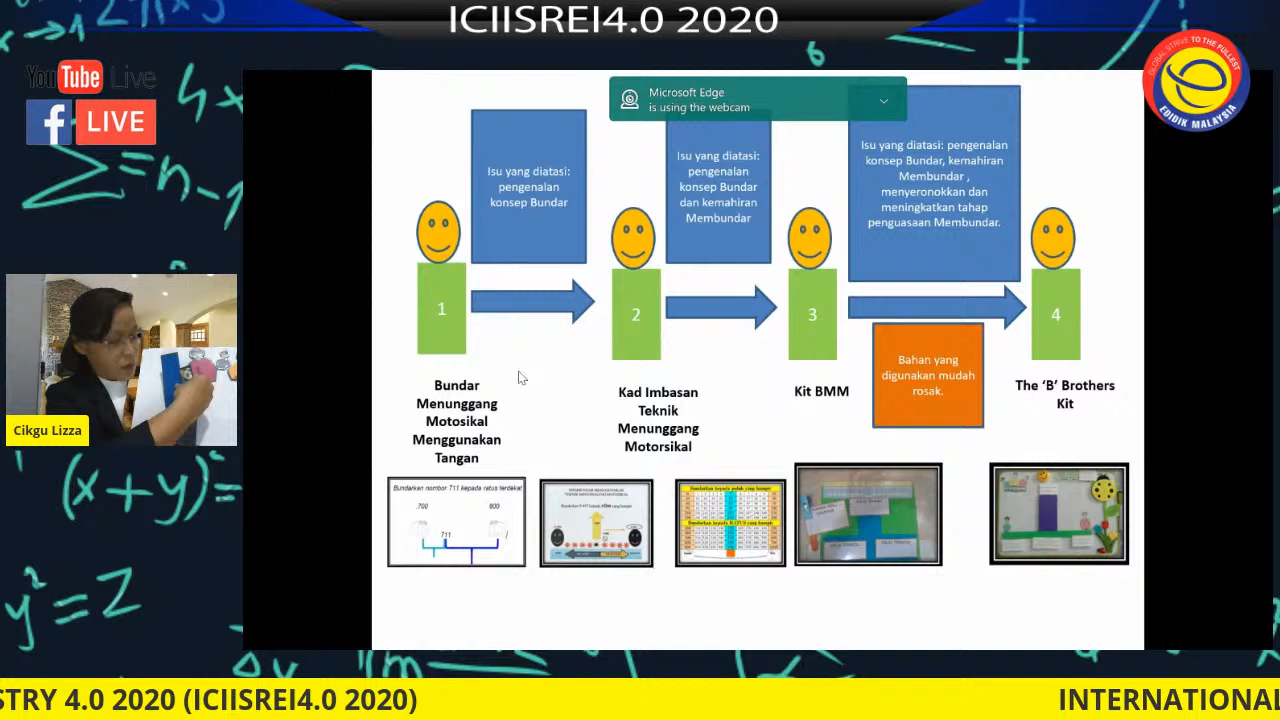 ICIISREI4.0 2020
YouTube Live
f LIVE
GLOBAL STRIVE TO THE FULLEST
EDIDIK MALAYSIA
Microsoft Edge
is using the webcam
Isu yang diatasi:
pengenalan
konsep Bundar
Isu yang diatasi:
pengenalan
konsep Bundar
dan kemahiran
Membundar
Isu yang diatasi: pengenalan
konsep Bundar, kemahiran
Membundar ,
menyeronokkan dan
meningkatkan tahap
penguasaan Membundar.
1
2
3
4
Bahan yang
digunakan mudah
rosak.
Bundar
Menunggang
Motosikal
Menggunakan
Tangan
Kad Imbasan
Teknik
Menunggang
Motorsikal
Kit BMM
The ‘B’ Brothers
Kit
Bundarkan nombor 711 kepada ratus terdekat
700
800
711
Cikgu Lizza
(x+y)²=
y²=z
Σ=n-1
STRY 4.0 2020 (ICIISREI4.0 2020)
INTERNATIONAL